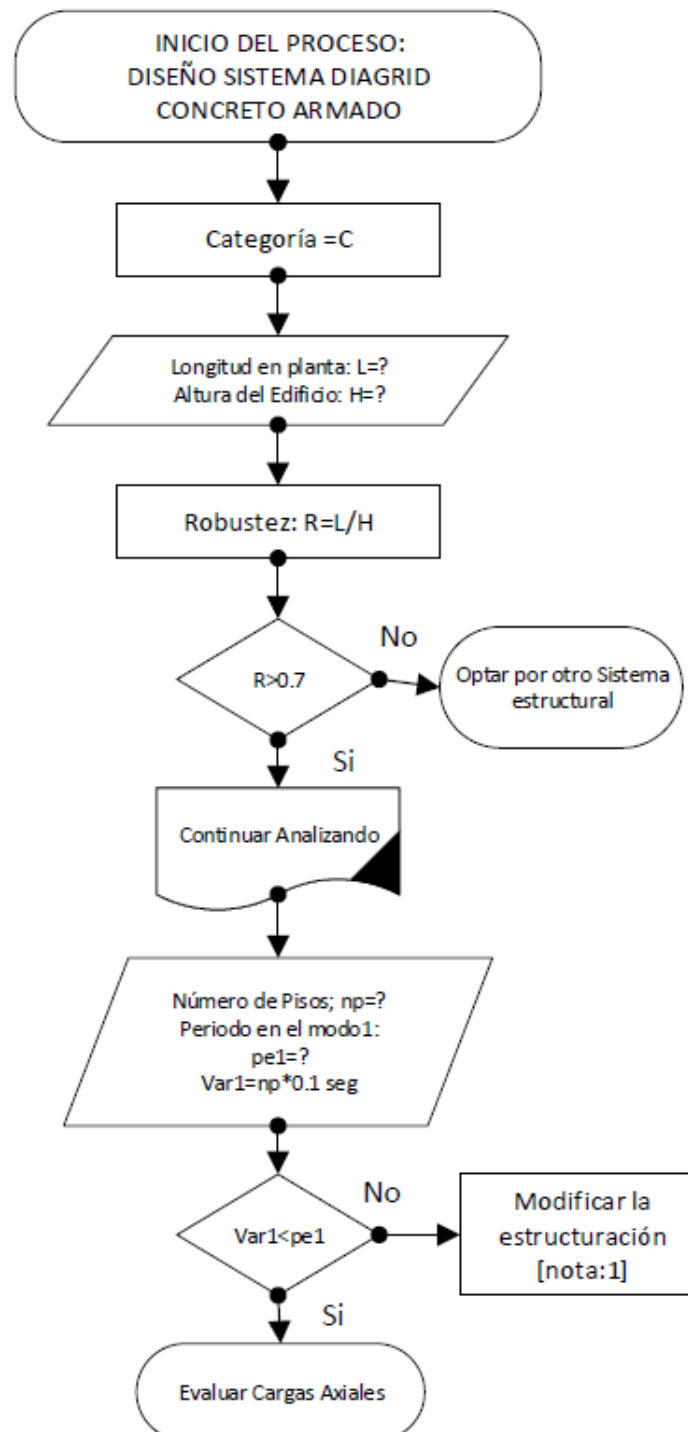 INICIO DEL PROCESO:
DISEÑO SISTEMA DIAGRID
CONCRETO ARMADO
Categoría =C
Longitud en planta: L=?
Altura del Edificio: H=?
Robustez: R=L/H
R>0.7
No
Optar por otro Sistema
estructural
Si
Continuar Analizando
Número de Pisos; np=?
Periodo en el modo1:
pe1=?
Var1=np*0.1 seg
Var1<pe1
No
Modificar la
estructuración
[nota:1]
Si
Evaluar Cargas Axiales